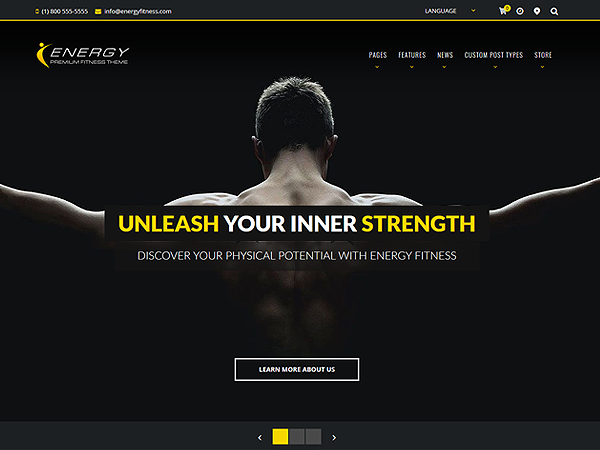 (1) 800 555-5555 info@energyfitness.com LANGUAGE 0
ENERGY
PREMIUM FITNESS THEME
PAGES FEATURES NEWS CUSTOM POST TYPES STORE
UNLEASH YOUR INNER STRENGTH
DISCOVER YOUR PHYSICAL POTENTIAL WITH ENERGY FITNESS
LEARN MORE ABOUT US